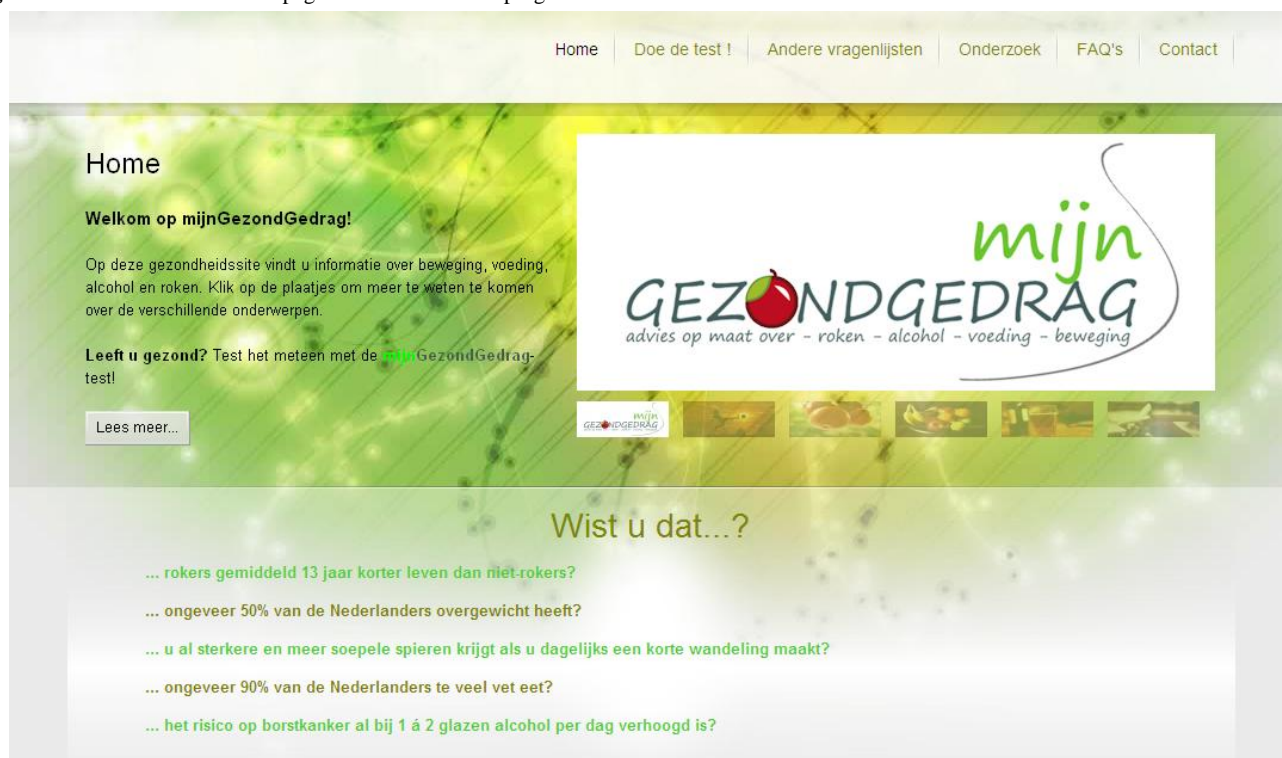 Home Doe de test ! Andere vragenlijsten Onderzoek FAQ's Contact
Home
Welkom op mijnGezondGedrag!
Op deze gezondheidssite vindt u informatie over beweging, voeding,
alcohol en roken. Klik op de plaatjes om meer te weten te komen
over de verschillende onderwerpen.
Leeft u gezond? Test het meteen met de mijnGezondGedrag-
test!
Lees meer...
mijn
GEZONDGEDRAG
advies op maat over - roken - alcohol - voeding - beweging
mijn
GEZONDGEDRAG
Wist u dat...?
... rokers gemiddeld 13 jaar korter leven dan niet-rokers?
... ongeveer 50% van de Nederlanders overgewicht heeft?
... u al sterkere en meer soepele spieren krijgt als u dagelijks een korte wandeling maakt?
... ongeveer 90% van de Nederlanders te veel vet eet?
... het risico op borstkanker al bij 1 á 2 glazen alcohol per dag verhoogd is?